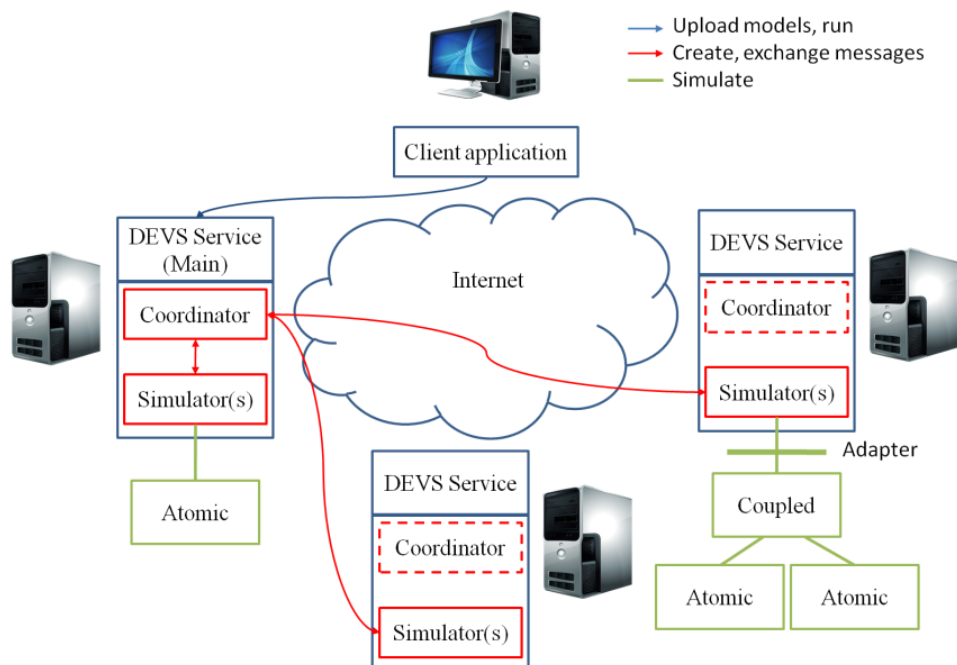 Upload models, run
Create, exchange messages
Simulate
Client application
DEVS Service
(Main)
Coordinator
Simulator(s)
Atomic
Internet
DEVS Service
Coordinator
Simulator(s)
DEVS Service
Coordinator
Simulator(s)
Adapter
Coupled
Atomic
Atomic